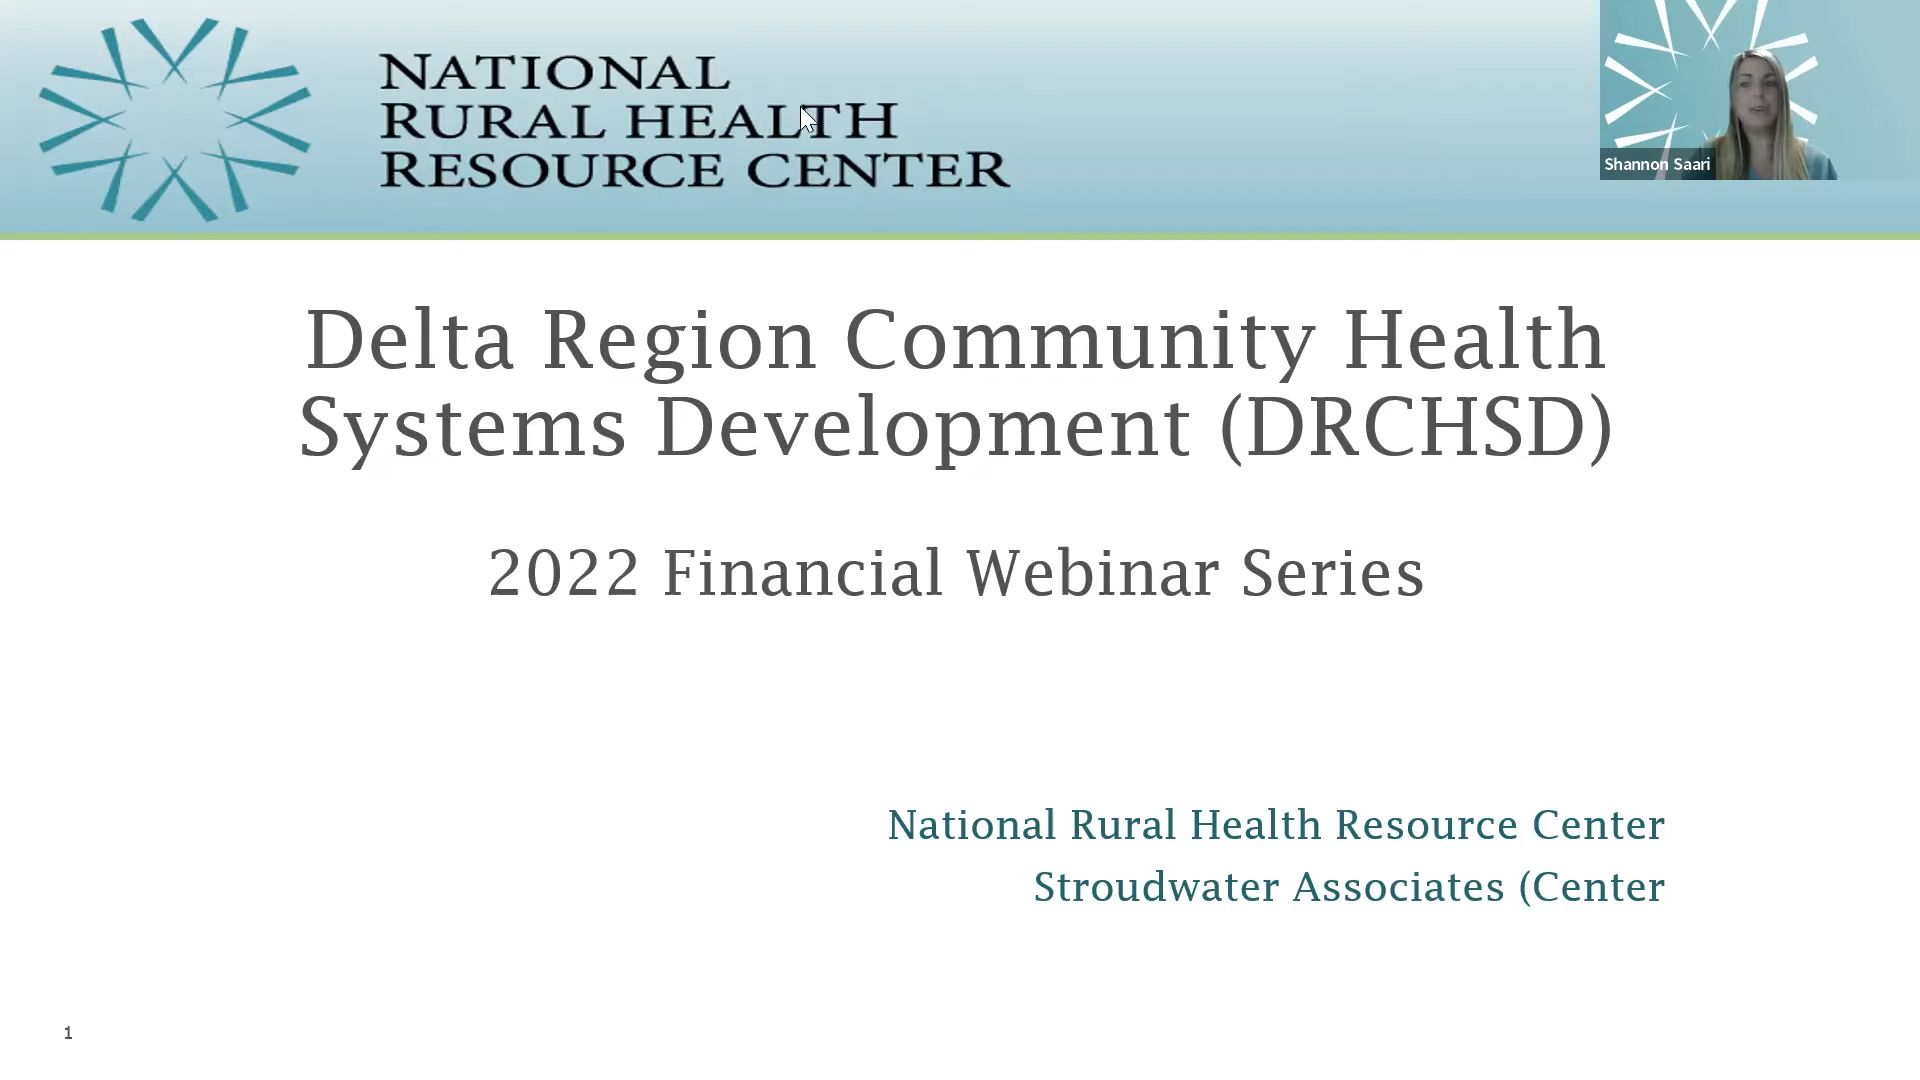 NATIONAL
RURAL HEALTH
RESOURCE CENTER
Shannon Saari
Delta Region Community Health
Systems Development (DRCHSD)
2022 Financial Webinar Series
National Rural Health Resource Center
Stroudwater Associates (Center
1